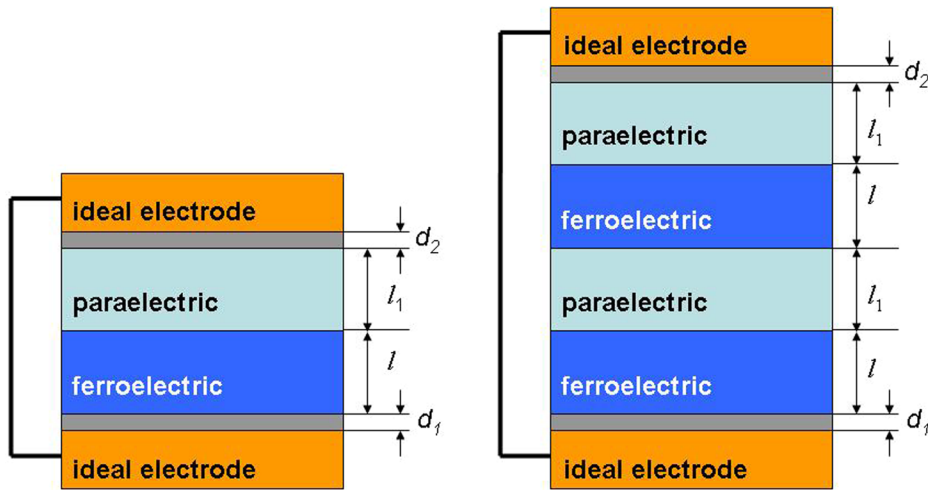 ideal electrode
d2
paraelectric
l1
ferroelectric
l
d1
ideal electrode
ideal electrode
d2
paraelectric
l1
ferroelectric
l
paraelectric
l1
ferroelectric
l
d1
ideal electrode